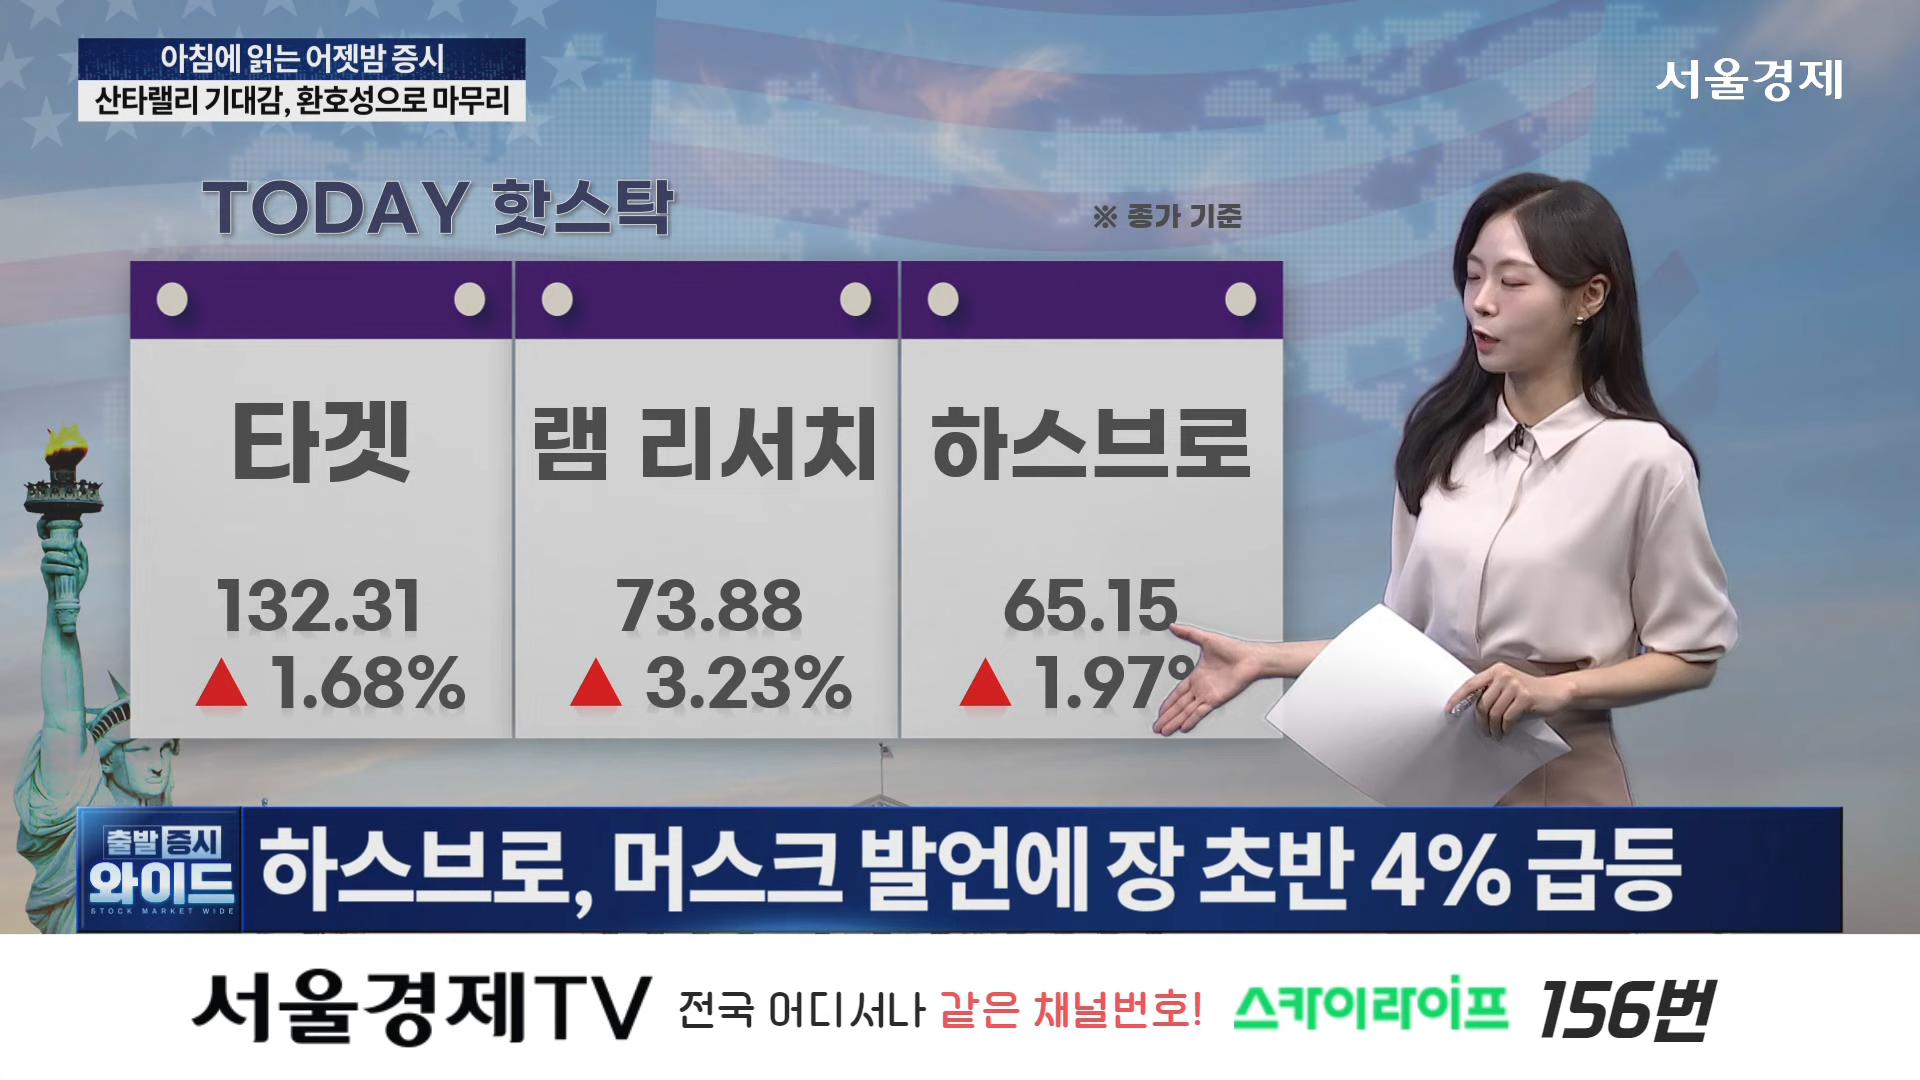 아침에 읽는 어젯밤 증시
산타랠리 기대감, 환호성으로 마무리
서울경제
TODAY 핫스탁
※ 종가 기준
타겟
램 리서치
하스브로
132.31
73.88
65.15
▲ 1.68%
▲ 3.23%
▲ 1.97%
출발 증시
와이드
STOCK MARKET WIDE
하스브로, 머스크 발언에 장 초반 4% 급등
서울경제TV 전국 어디서나 같은 채널번호! 스카이라이프 156번